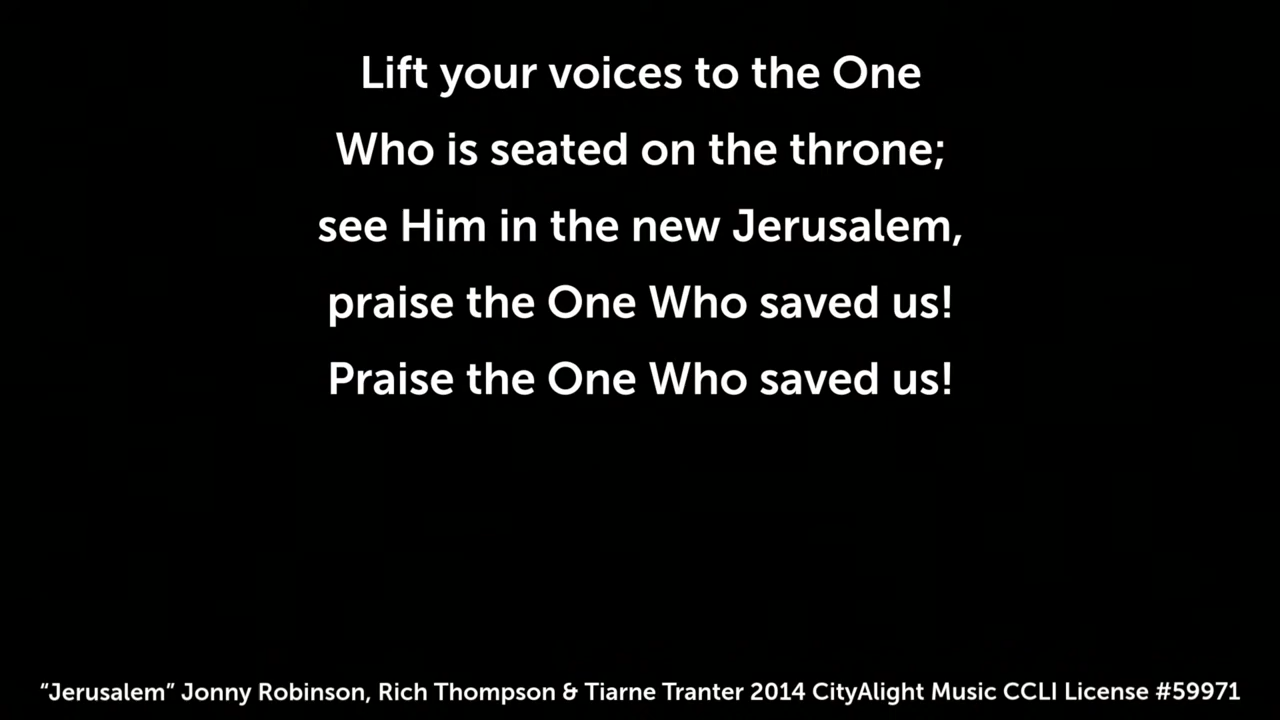 Lift your voices to the One
Who is seated on the throne;
see Him in the new Jerusalem,
praise the One Who saved us!
Praise the One Who saved us!
“Jerusalem” Jonny Robinson, Rich Thompson & Tiarne Tranter 2014 CityAlight Music CCLI License #59971